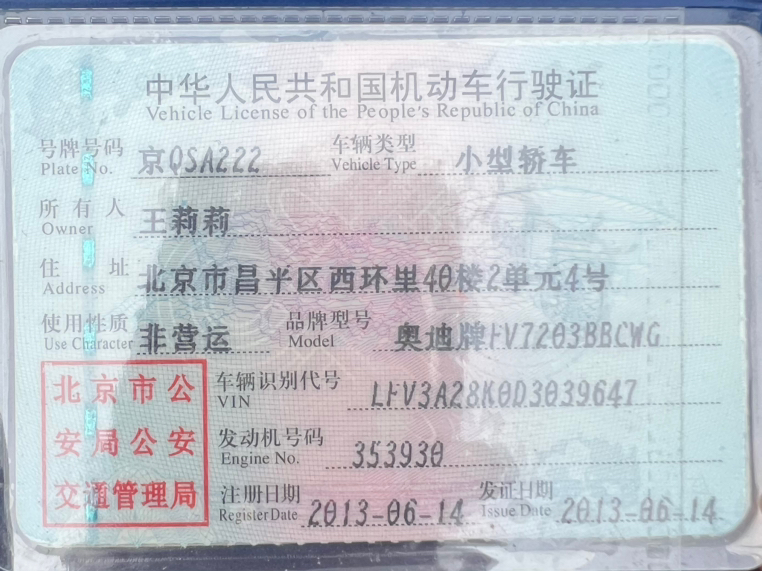 中华人民共和国机动车行驶证
Vehicle License of the People's Republic of China
号牌号码 京QSA222 车辆类型 小型轿车
Plate No. Vehicle Type
所有人 王莉莉
Owner
住址 北京市昌平区西环里40楼2单元4号
Address
使用性质 非营运 品牌型号 奥迪牌FV7203BBCWG
Use Character Model
北京市公
安局公安
交通管理局
车辆识别代号 LFV3A28K0D3039647
VIN
发动机号码 353930
Engine No.
注册日期 2013-06-14 发证日期 2013-06-14
Register Date Issue Date